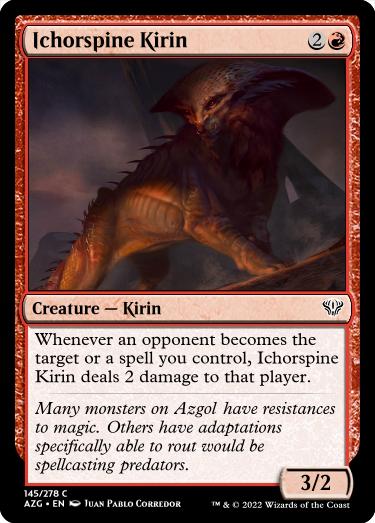 Ichorspine Kirin 2
Creature — Kirin
Whenever an opponent becomes the
target or a spell you control, Ichorspine
Kirin deals 2 damage to that player.
Many monsters on Azgol have resistances
to magic. Others have adaptations
specifically able to rout would be
spellcasting predators.
3/2
145/278 C
AZG • EN Juan Pablo Corredor
™ & © 2022 Wizards of the Coast